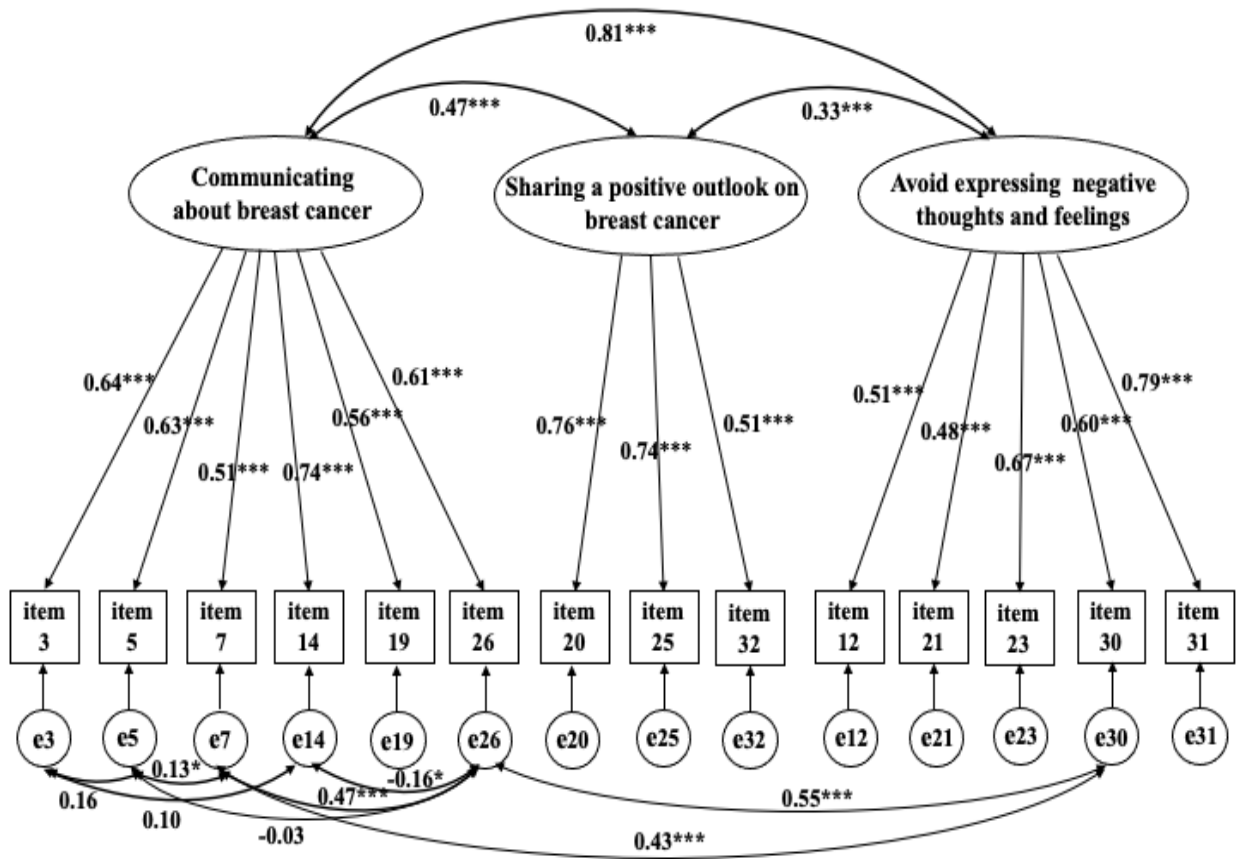 0.81***
0.47***
0.33***
Communicating
about breast cancer
Sharing a positive outlook on
breast cancer
Avoid expressing negative
thoughts and feelings
0.64***
0.63***
0.51***
0.74***
0.56***
0.61***
0.76***
0.74***
0.51***
0.51***
0.48***
0.67***
0.60***
0.79***
item
3
item
5
item
7
item
14
item
19
item
26
item
20
item
25
item
32
item
12
item
21
item
23
item
30
item
31
e3
e5
e7
e14
e19
e26
e20
e25
e32
e12
e21
e23
e30
e31
0.16
0.13*
0.10
-0.16*
0.47***
-0.03
0.55***
0.43***